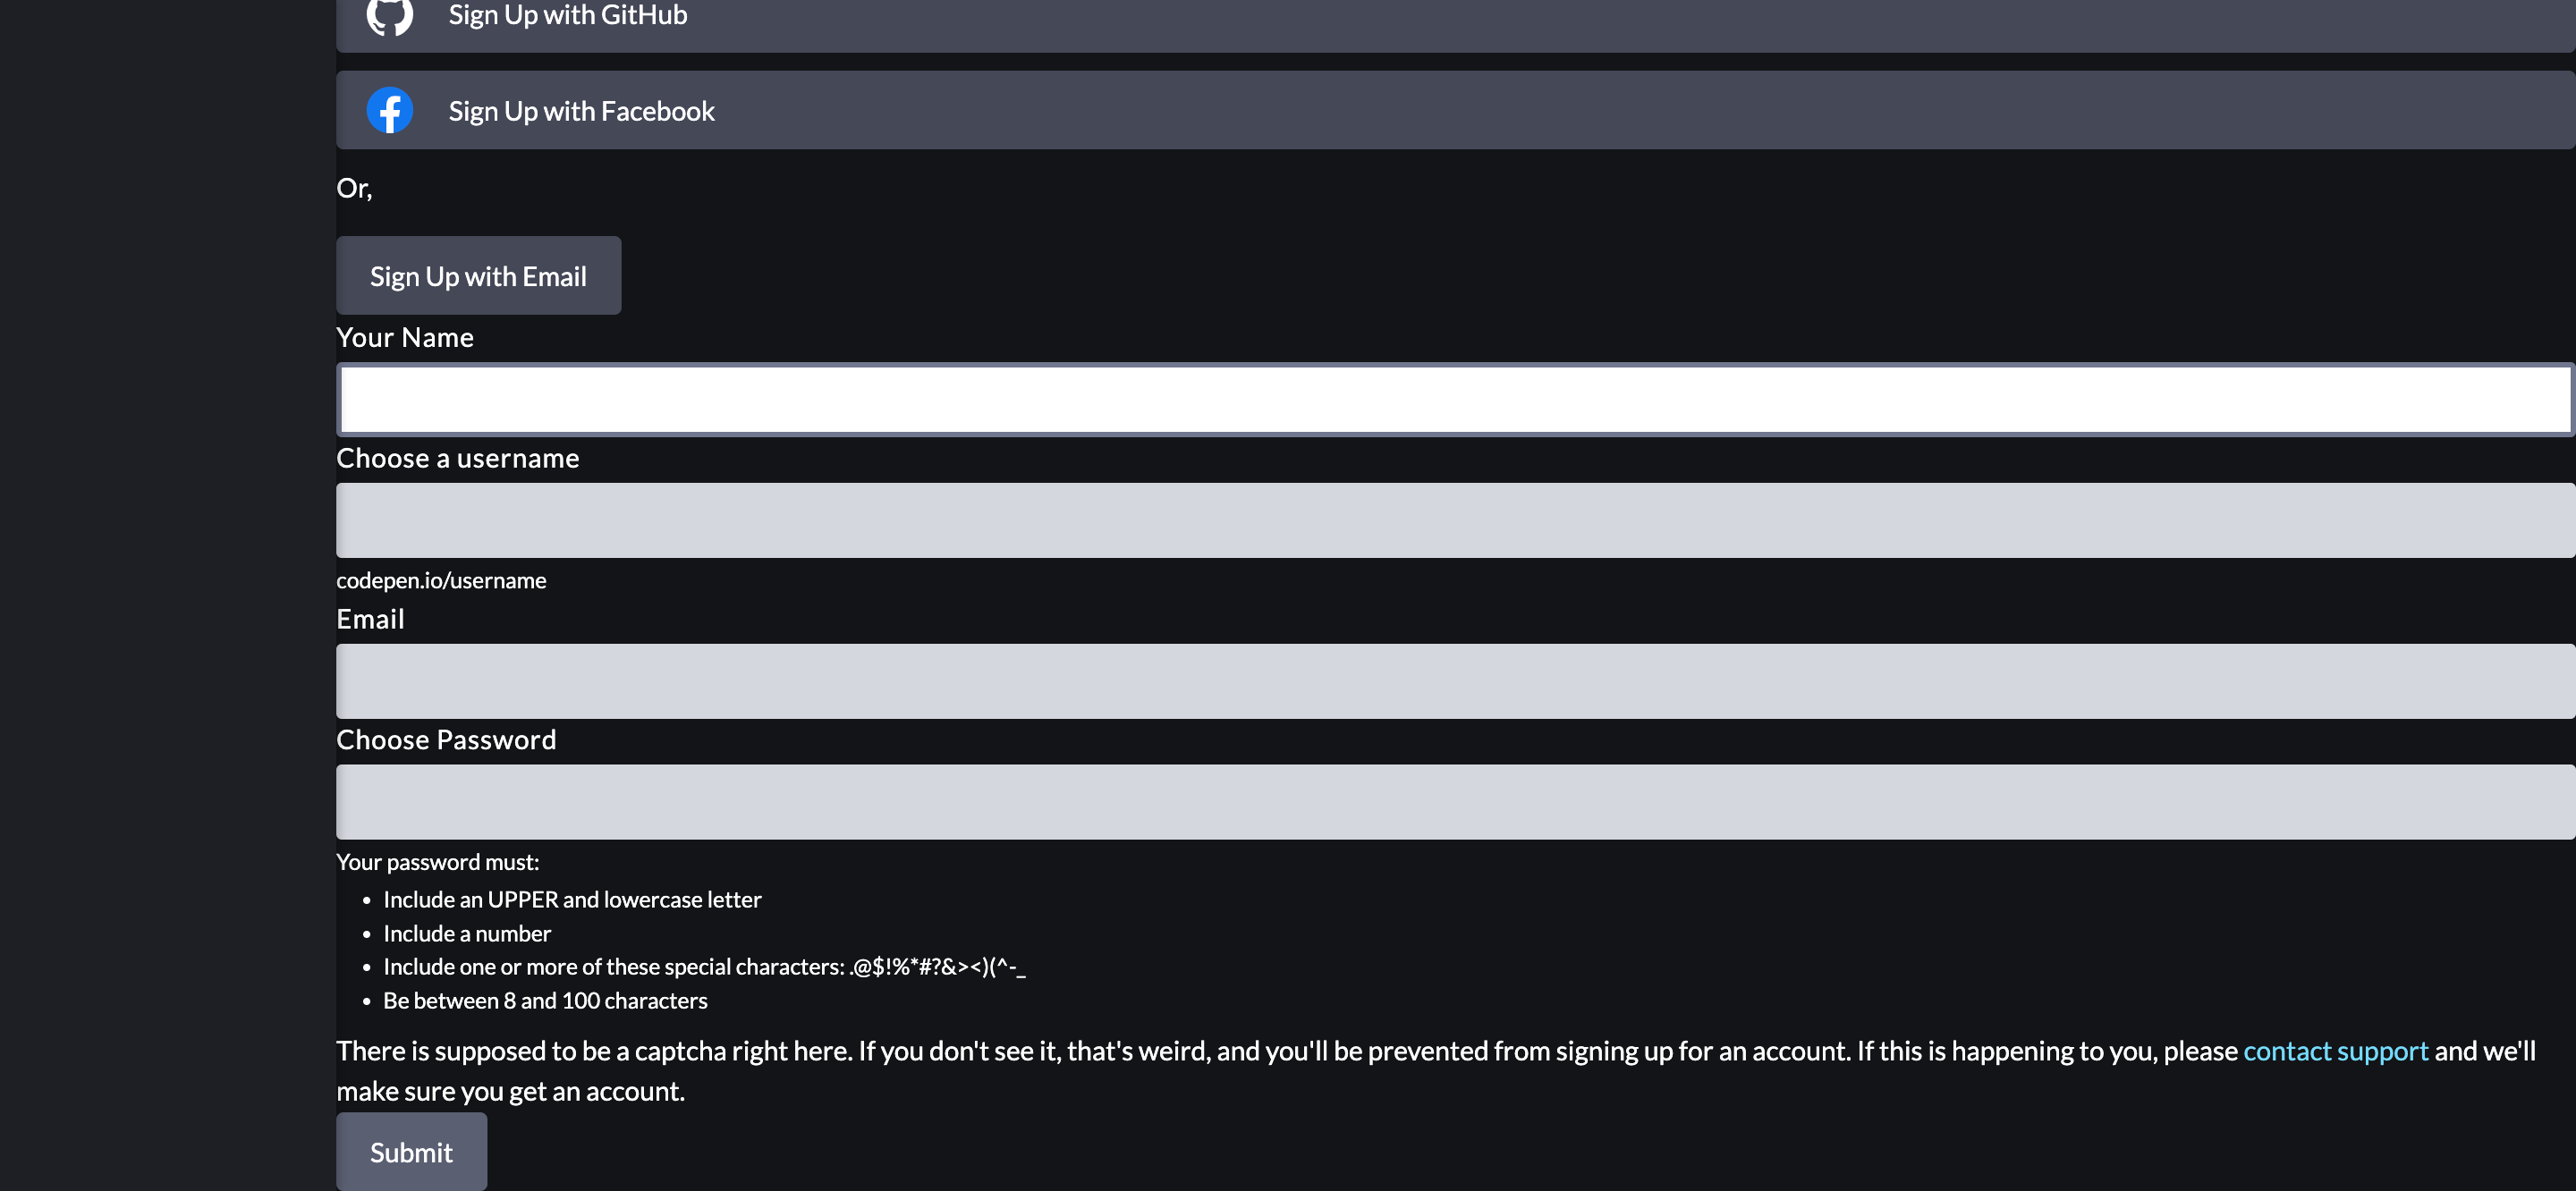 Sign Up with GitHub
Sign Up with Facebook
Or,
Sign Up with Email
Your Name
Choose a username
codepen.io/username
Email
Choose Password
Your password must:
• Include an UPPER and lowercase letter
• Include a number
• Include one or more of these special characters: .@$!%*#?&><)(^-_
• Be between 8 and 100 characters
There is supposed to be a captcha right here. If you don't see it, that's weird, and you'll be prevented from signing up for an account. If this is happening to you, please contact support and we'll
make sure you get an account.
Submit